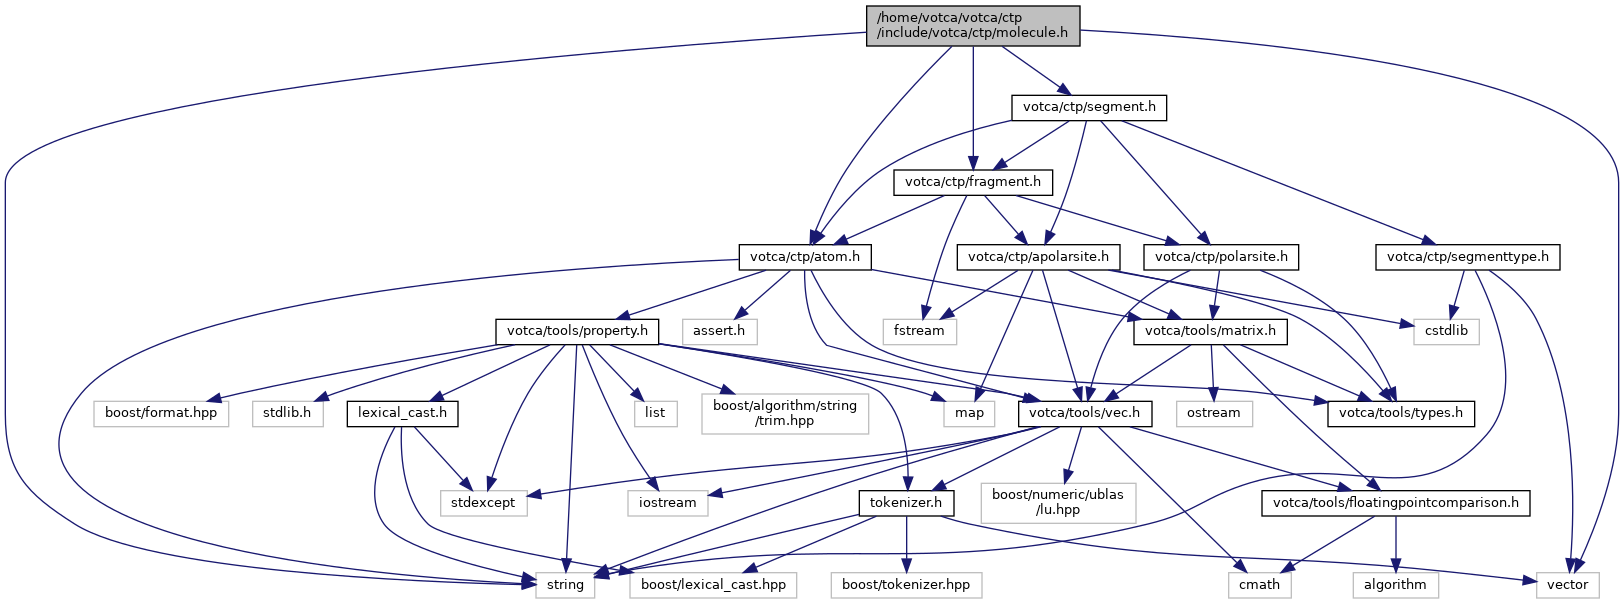 /home/votca/votca/ctp
/include/votca/ctp/molecule.h
votca/ctp/segment.h
votca/ctp/fragment.h
votca/ctp/atom.h
votca/ctp/apolarsite.h
votca/ctp/polarsite.h
votca/ctp/segmenttype.h
votca/tools/property.h
assert.h
fstream
votca/tools/matrix.h
cstdlib
boost/format.hpp
stdlib.h
lexical_cast.h
list
boost/algorithm/string
/trim.hpp
map
votca/tools/vec.h
ostream
votca/tools/types.h
stdexcept
iostream
tokenizer.h
boost/numeric/ublas
/lu.hpp
votca/tools/floatingpointcomparison.h
string
boost/lexical_cast.hpp
boost/tokenizer.hpp
cmath
algorithm
vector